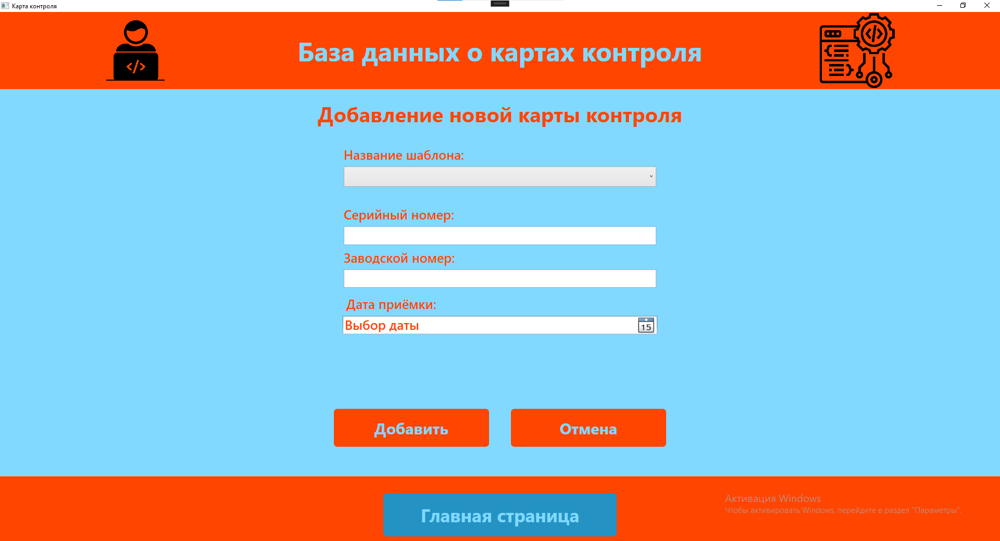 Карта контроля
База данных о картах контроля
Добавление новой карты контроля
Название шаблона:
Серийный номер:
Заводской номер:
Дата приёмки:
Выбор даты
15
Добавить
Отмена
Главная страница
Активация Windows
Чтобы активировать Windows, перейдите в раздел "Параметры".